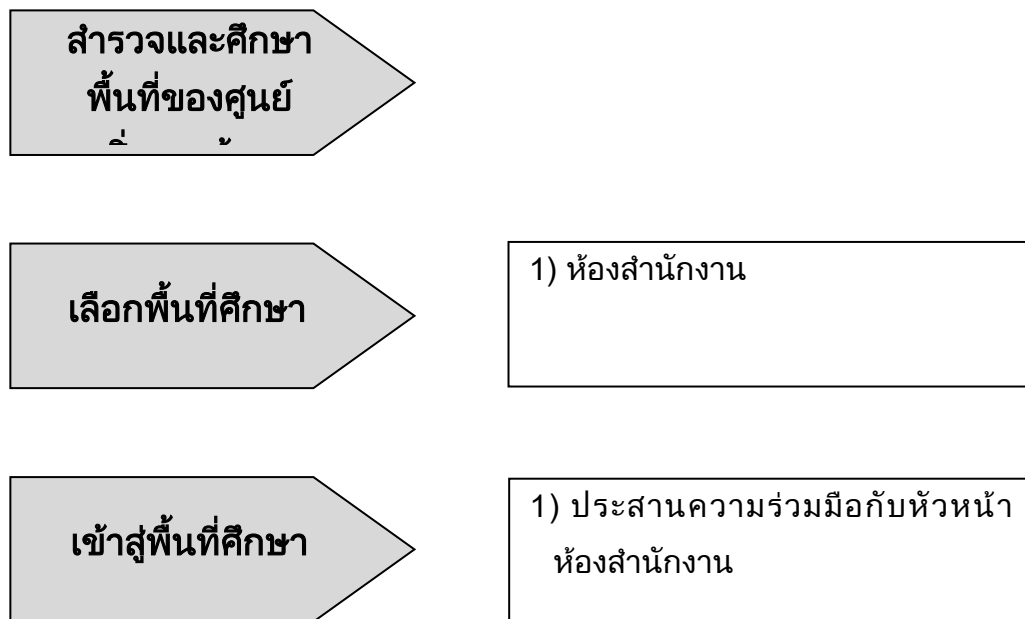 สำรวจและศึกษา
พื้นที่ของศูนย์
เลือกพื้นที่ศึกษา
1) ห้องสำนักงาน
เข้าสู่พื้นที่ศึกษา
1) ประสานความร่วมมือกับหัวหน้า
ห้องสำนักงาน